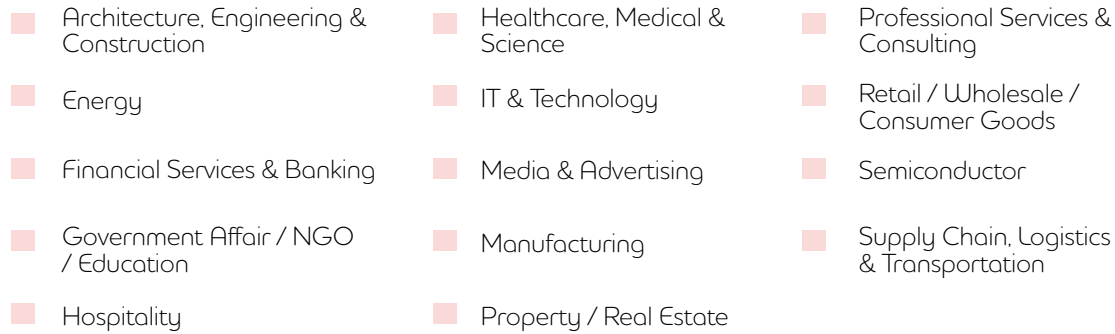 Architecture, Engineering &
Construction
Energy
Financial Services & Banking
Government Affair / NGO
/ Education
Hospitality
Healthcare, Medical &
Science
IT & Technology
Media & Advertising
Manufacturing
Property / Real Estate
Professional Services &
Consulting
Retail / Wholesale /
Consumer Goods
Semiconductor
Supply Chain, Logistics
& Transportation